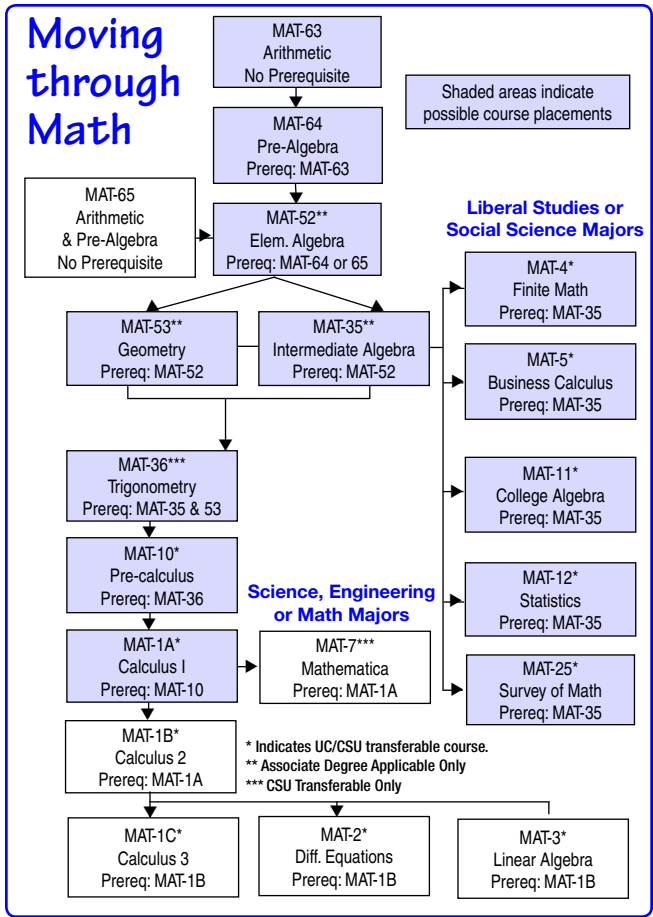 Moving
through
Math
MAT-63
Arithmetic
No Prerequisite
Shaded areas indicate
possible course placements
MAT-64
Pre-Algebra
Prereq: MAT-63
MAT-65
Arithmetic
& Pre-Algebra
No Prerequisite
MAT-52**
Elem. Algebra
Prereq: MAT-64 or 65
Liberal Studies or
Social Science Majors
MAT-4*
Finite Math
Prereq: MAT-35
MAT-53**
Geometry
Prereq: MAT-52
MAT-35**
Intermediate Algebra
Prereq: MAT-52
MAT-5*
Business Calculus
Prereq: MAT-35
MAT-36***
Trigonometry
Prereq: MAT-35 & 53
MAT-11*
College Algebra
Prereq: MAT-35
MAT-10*
Pre-calculus
Prereq: MAT-36
MAT-12*
Statistics
Prereq: MAT-35
Science, Engineering
or Math Majors
MAT-1A*
Calculus I
Prereq: MAT-10
MAT-7***
Mathematica
Prereq: MAT-1A
MAT-25*
Survey of Math
Prereq: MAT-35
MAT-1B*
Calculus 2
Prereq: MAT-1A
* Indicates UC/CSU transferable course.
** Associate Degree Applicable Only
*** CSU Transferable Only
MAT-1C*
Calculus 3
Prereq: MAT-1B
MAT-2*
Diff. Equations
Prereq: MAT-1B
MAT-3*
Linear Algebra
Prereq: MAT-1B